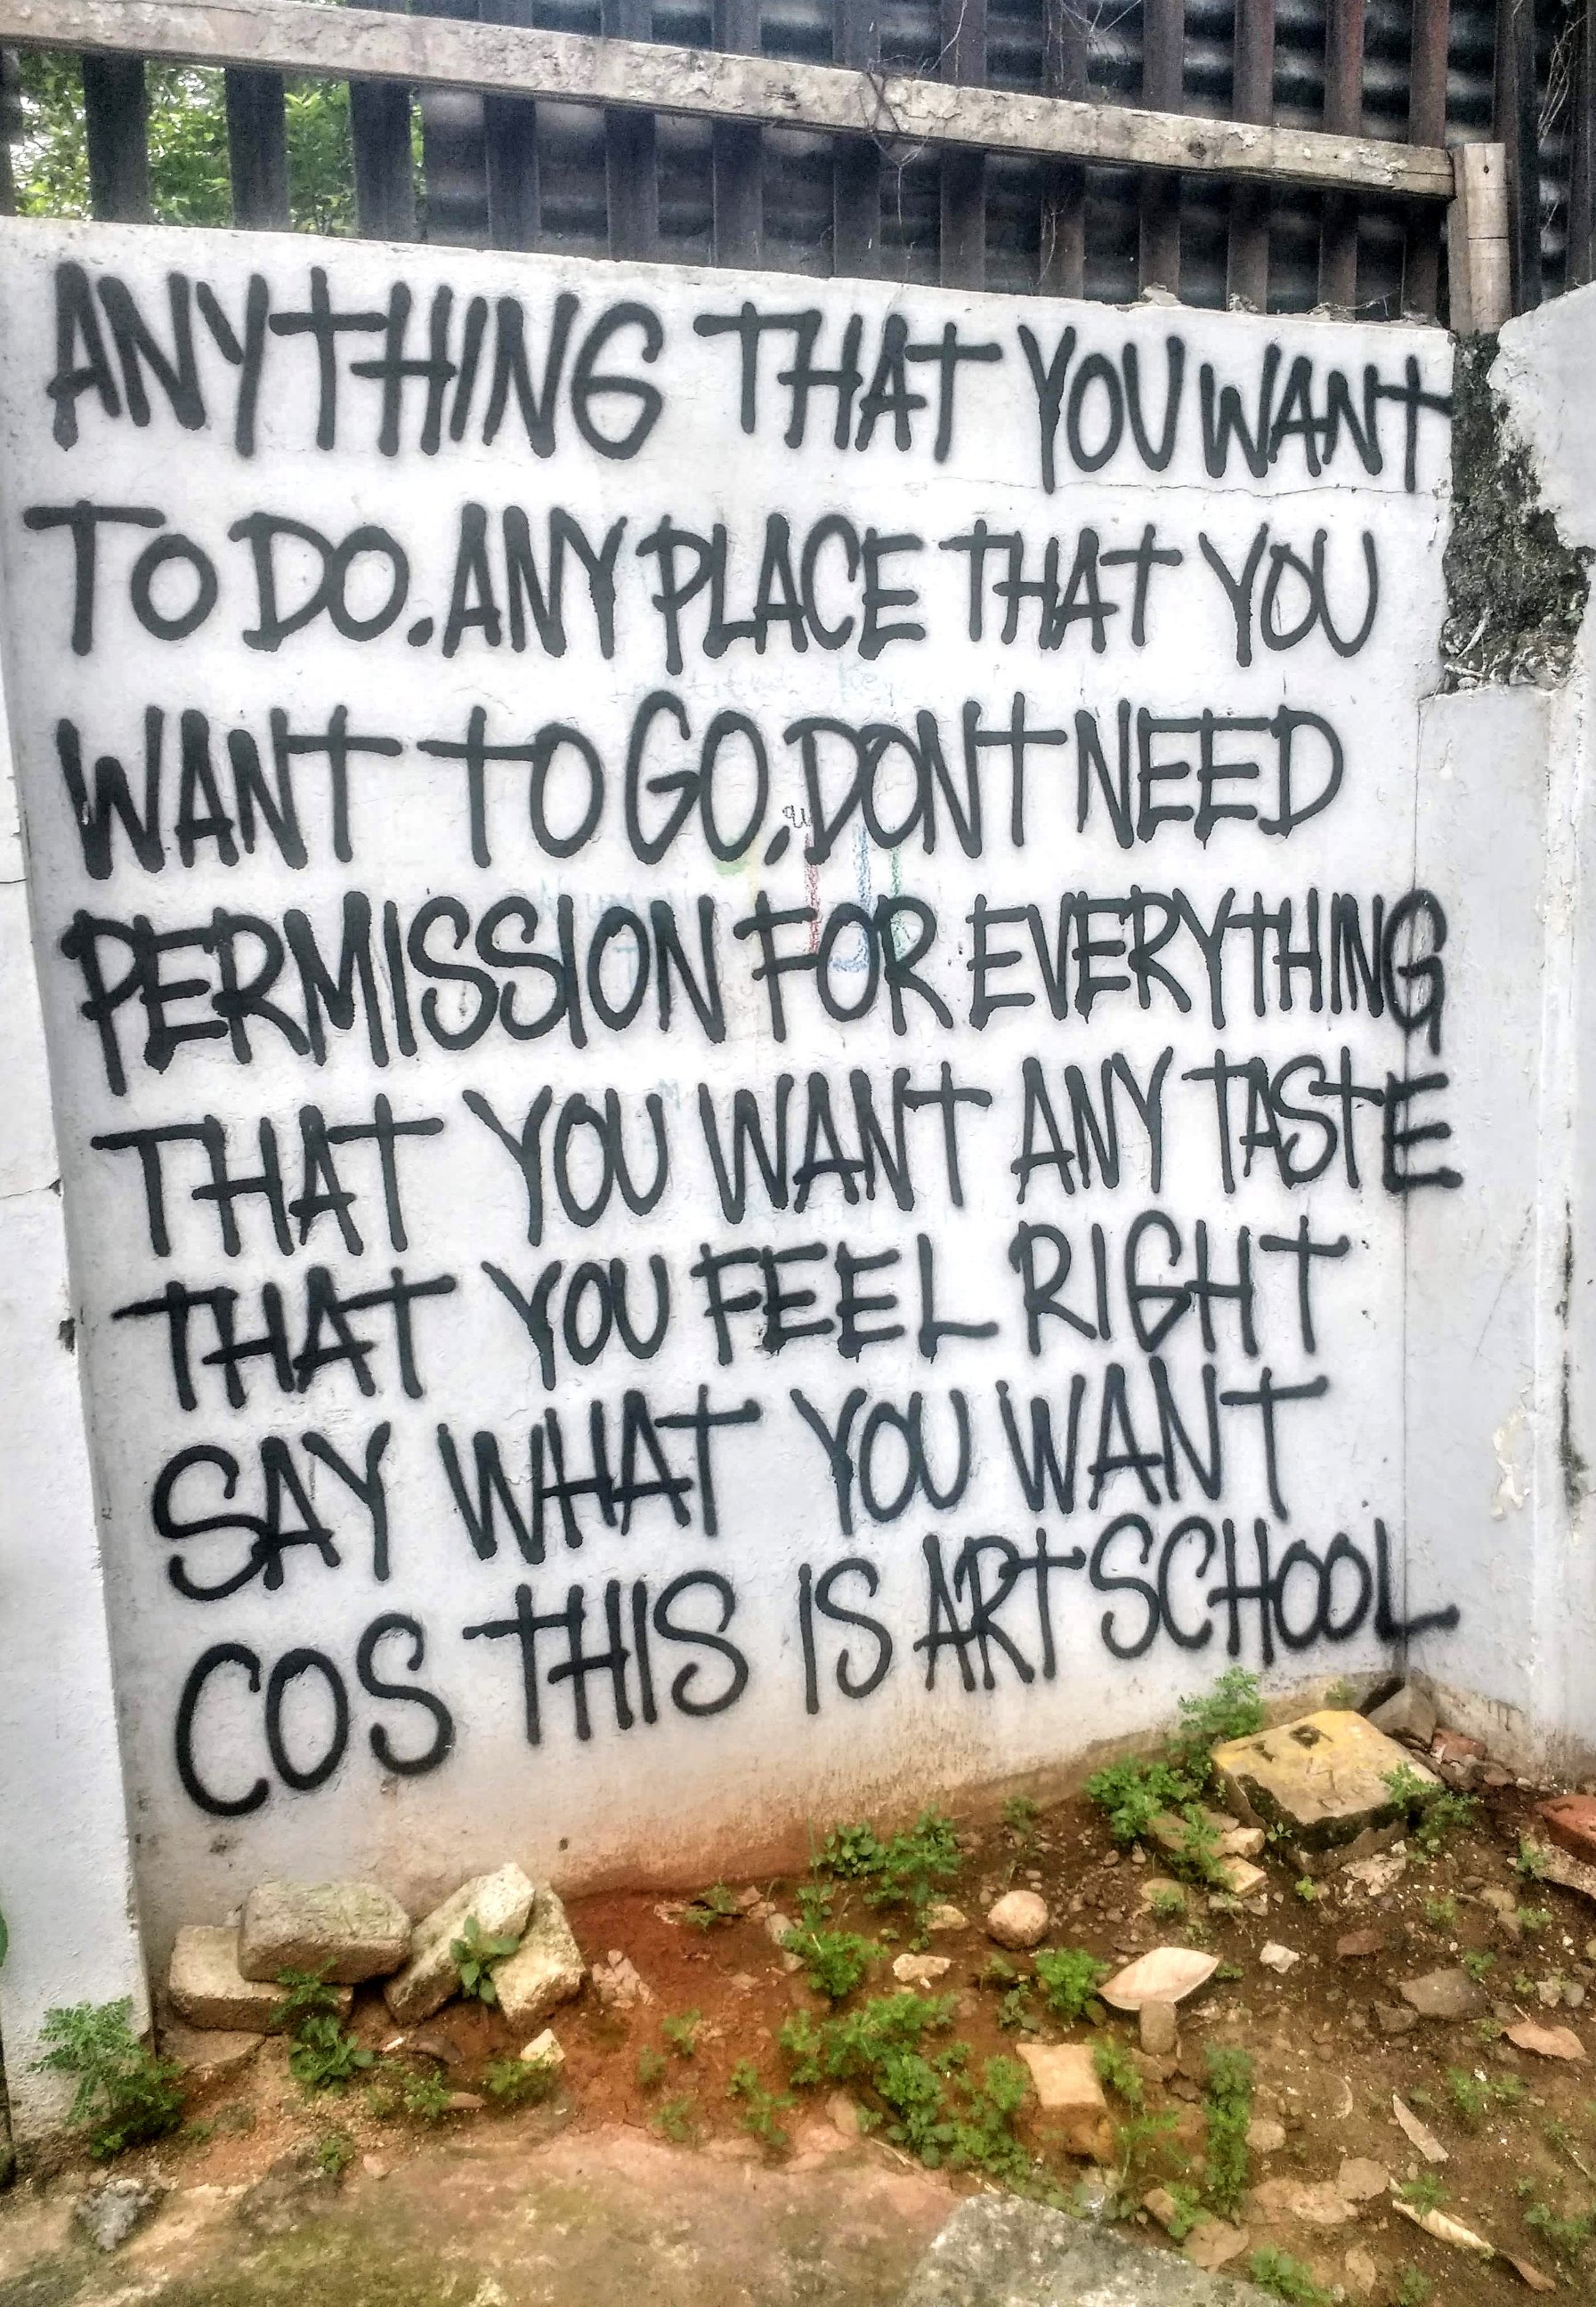 ANYTHING THAT YOU WANT
TO DO. ANY PLACE THAT YOU
WANT TO GO, DONT NEED
PERMISSION FOR EVERYTHING
THAT YOU WANT ANY TASTE
THAT YOU FEEL RIGHT
SAY WHAT YOU WANT
COS THIS IS ART SCHOOL